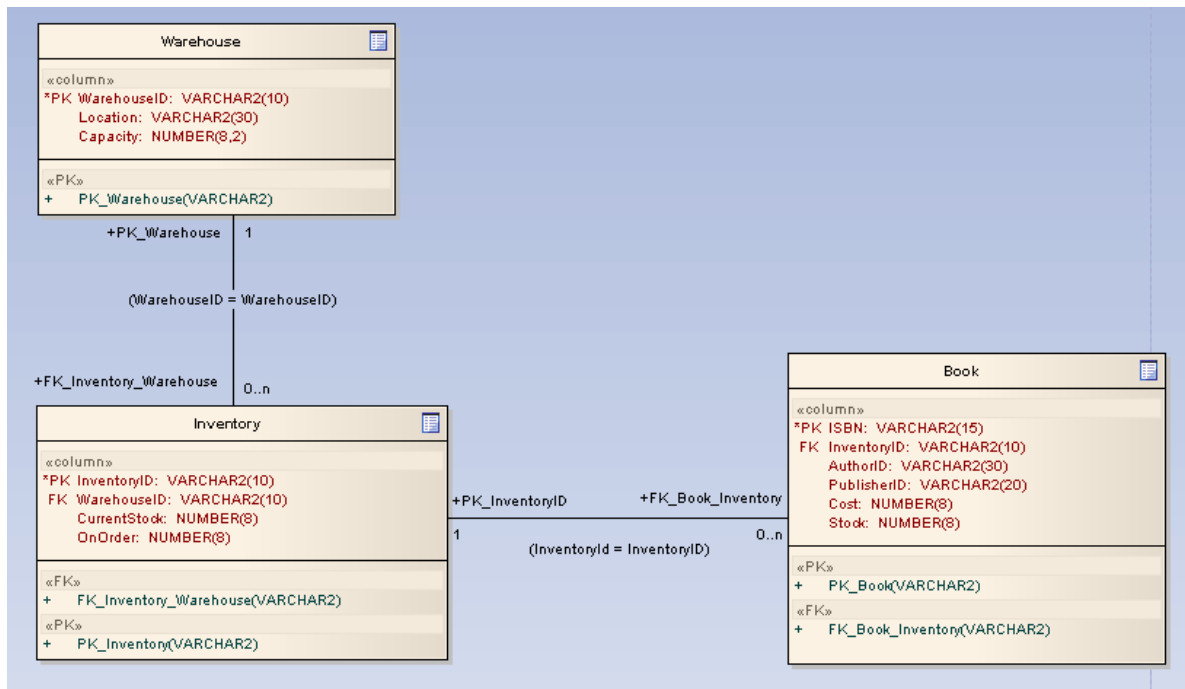 Warehouse
«column»
*PK WarehouseID: VARCHAR2(10)
Location: VARCHAR2(30)
Capacity: NUMBER(8,2)
«PK»
+ PK_Warehouse(VARCHAR2)
+PK_Warehouse 1
(WarehouseID = WarehouseID)
+FK_Inventory_Warehouse 0..n
Inventory
«column»
*PK InventoryID: VARCHAR2(10)
FK WarehouseID: VARCHAR2(10)
CurrentStock: NUMBER(8)
OnOrder: NUMBER(8)
«FK»
+ FK_Inventory_Warehouse(VARCHAR2)
«PK»
+ PK_Inventory(VARCHAR2)
+PK_InventoryID +FK_Book_Inventory
1 0..n
(InventoryId = InventoryID)
Book
«column»
*PK ISBN: VARCHAR2(15)
FK InventoryID: VARCHAR2(10)
AuthorID: VARCHAR2(30)
PublisherID: VARCHAR2(20)
Cost: NUMBER(8)
Stock: NUMBER(8)
«PK»
+ PK_Book(VARCHAR2)
«FK»
+ FK_Book_Inventory(VARCHAR2)